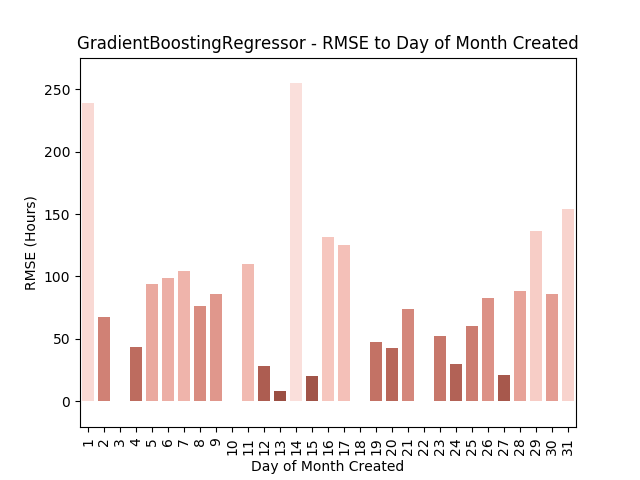 GradientBoostingRegressor - RMSE to Day of Month Created
RMSE (Hours)
250
200
150
100
50
0
1 2 3 4 5 6 7 8 9 10 11 12 13 14 15 16 17 18 19 20 21 22 23 24 25 26 27 28 29 30 31
Day of Month Created